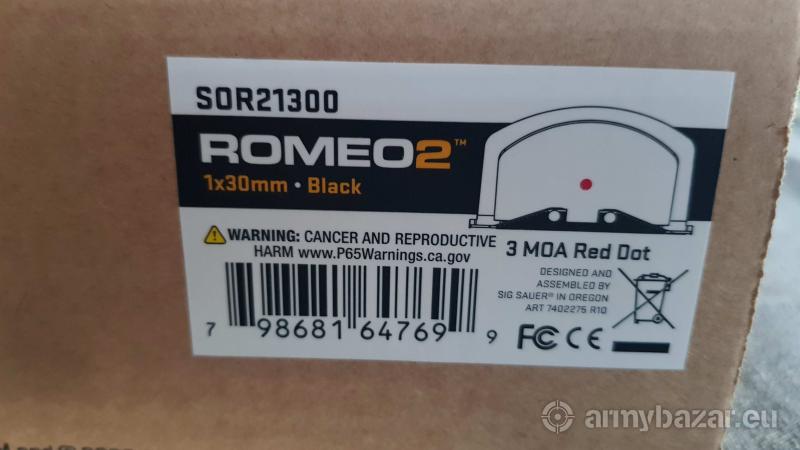 SOR21300
ROMEO2™
1x30mm • Black
WARNING: CANCER AND REPRODUCTIVE
HARM www.P65Warnings.ca.gov
3 MOA Red Dot
DESIGNED AND
ASSEMBLED BY
SIG SAUER® IN OREGON
ART 7402275 R10
7 98681 64769 9
FC CE
armybazar.eu